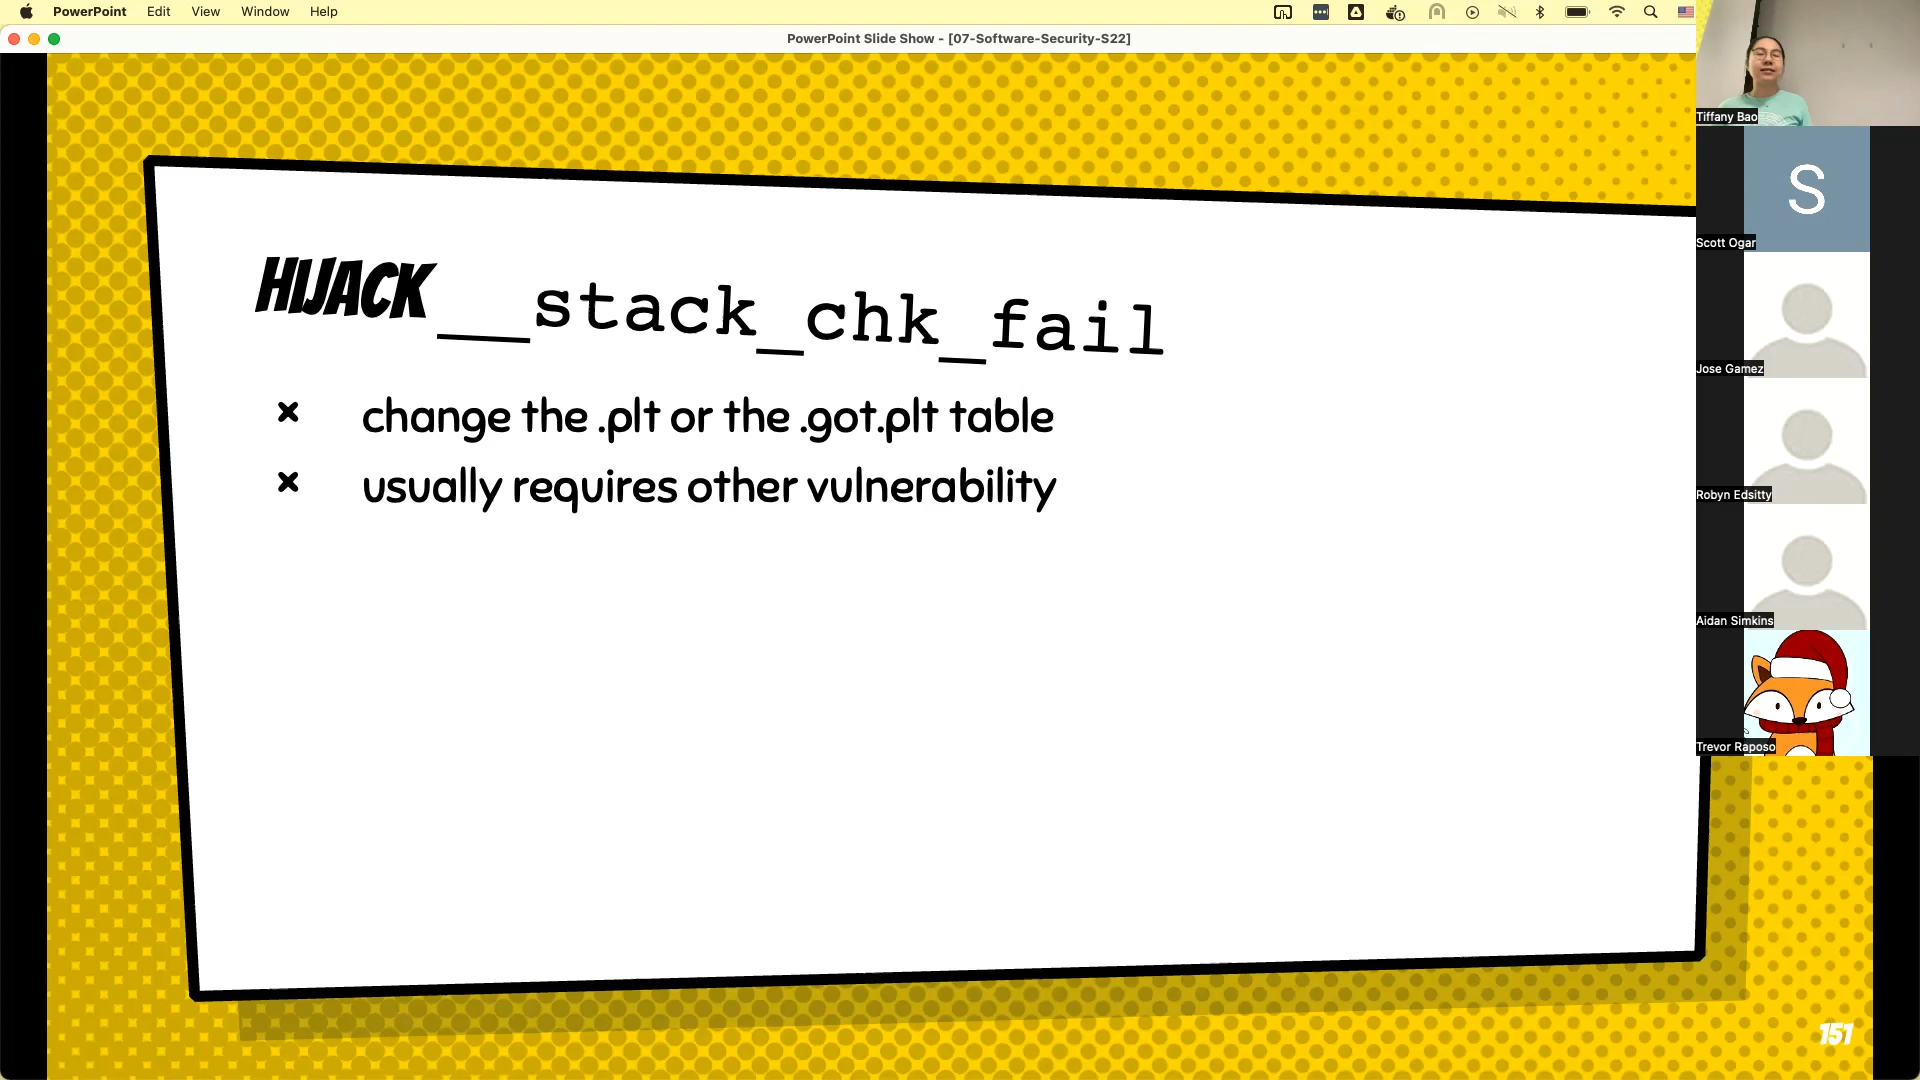 PowerPoint Edit View Window Help
PowerPoint Slide Show - [07-Software-Security-S22]
HIJACK __stack_chk_fail
× change the .plt or the .got.plt table
× usually requires other vulnerability
151
Tiffany Bao
S
Scott Ogar
Jose Gamez
Robyn Edsitty
Aidan Simkins
Trevor Raposo